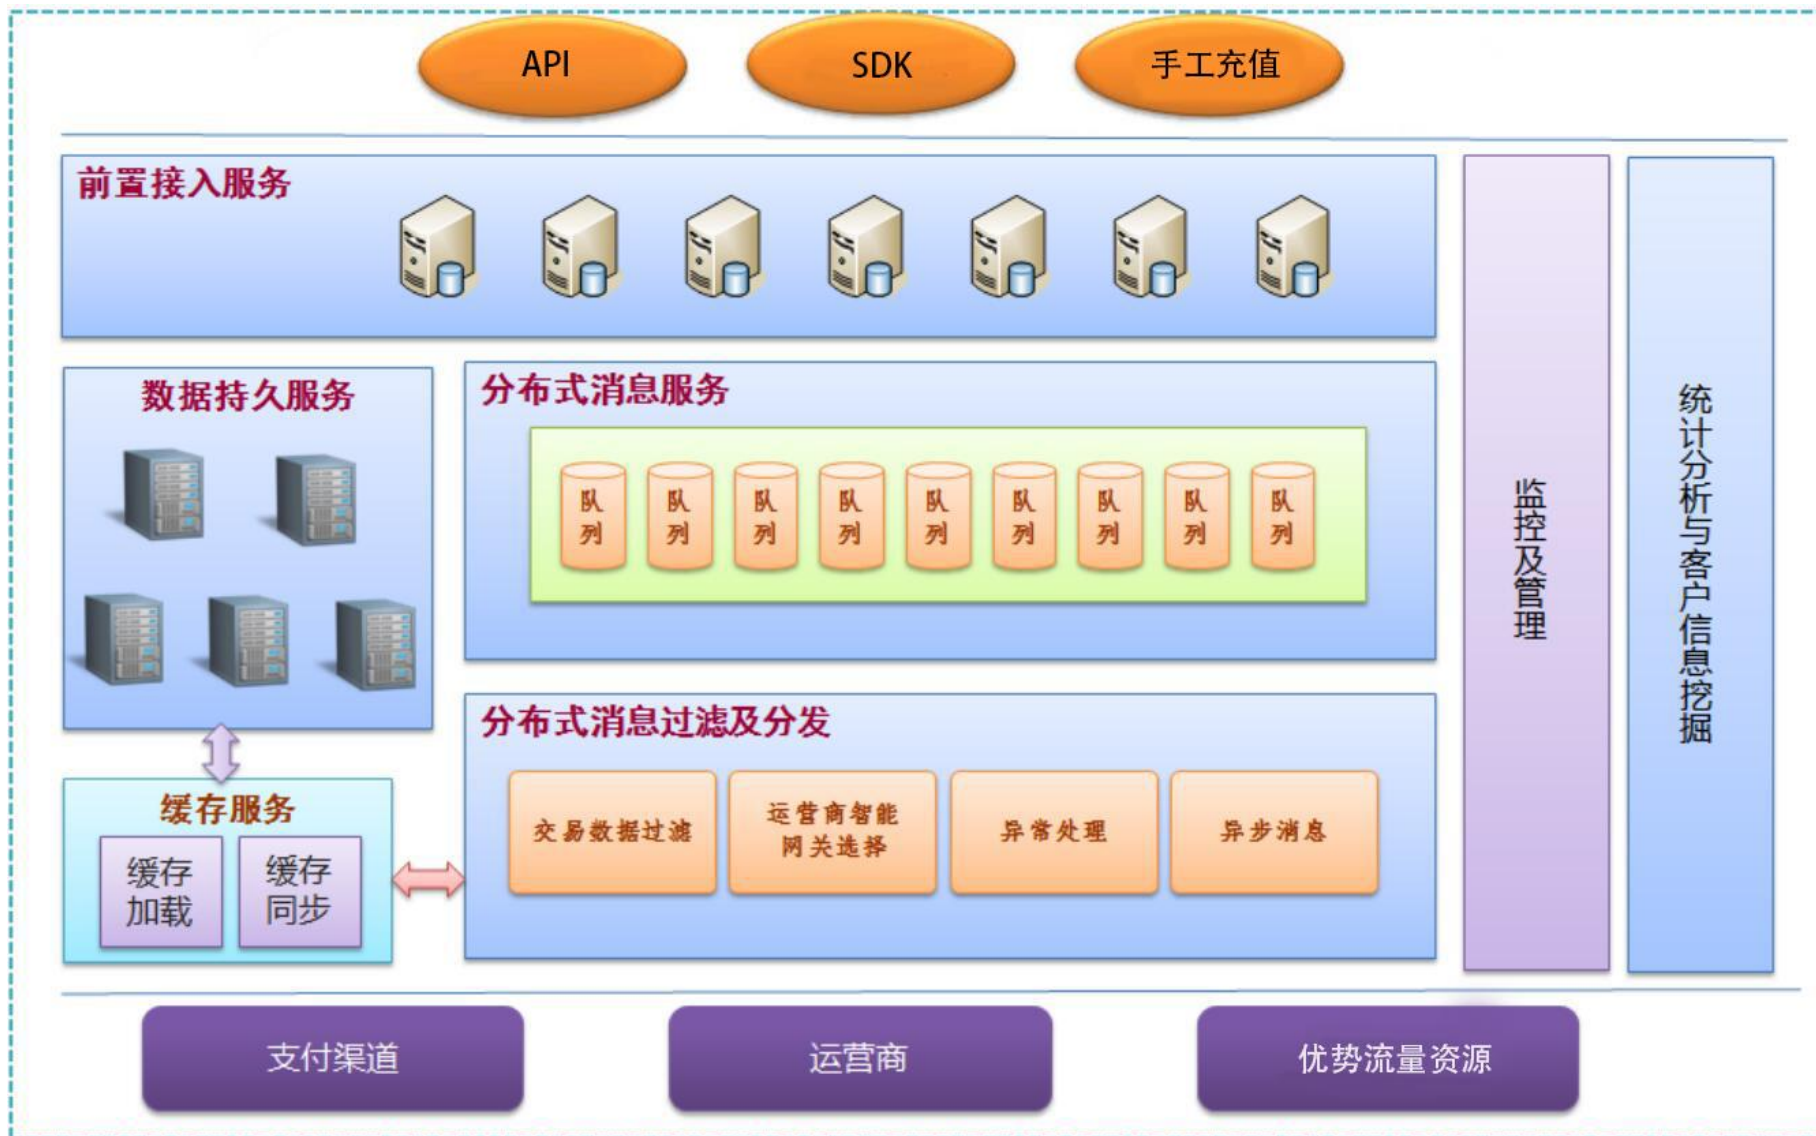 API
SDK
手工充值
前置接入服务
数据持久服务
分布式消息服务
队
列
队
列
队
列
队
列
队
列
队
列
队
列
队
列
队
列
分布式消息过滤及分发
交易数据过滤
运营商智能
网关选择
异常处理
异步消息
缓存服务
缓存
加载
缓存
同步
监控及管理
统计分析与客户信息挖掘
支付渠道
运营商
优势流量资源